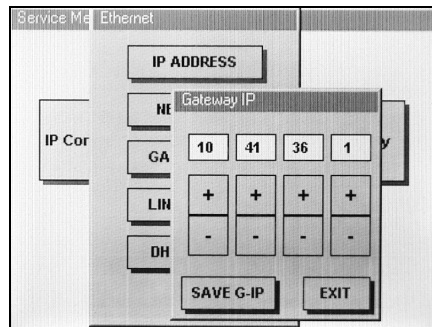 Service Me
Ethernet
IP ADDRESS
NE
Gateway IP
IP Cor
GA
y
10 41 36 1
LIN
+ + + +
- - - -
DH
SAVE G-IP EXIT